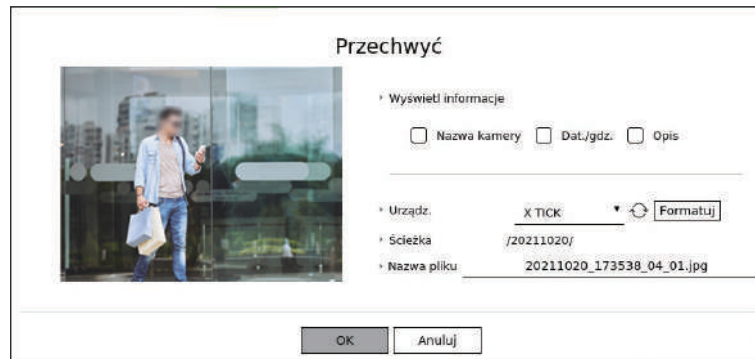 Przechwyć
Wyświetl informacje
Nazwa kamery Dat./gdz. Opis
Urządz. X TICK Formatuj
Ścieżka /20211020/
Nazwa pliku 20211020_173538_04_01.jpg
OK Anuluj